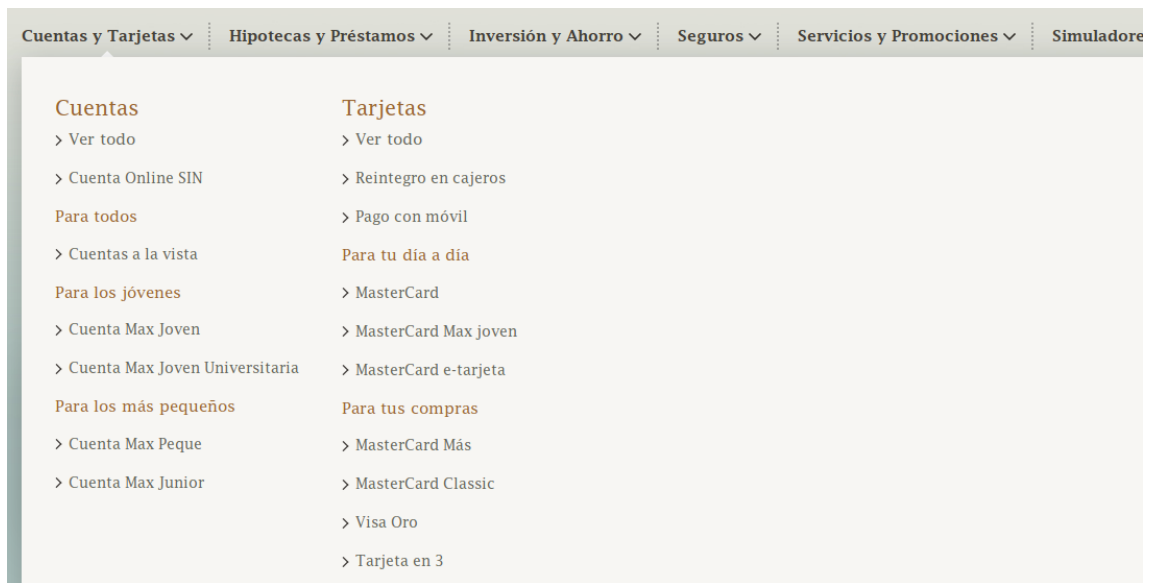 Cuentas y Tarjetas Hipotecas y Préstamos Inversión y Ahorro Seguros Servicios y Promociones Simuladore
Cuentas
Ver todo
Cuenta Online SIN
Para todos
Cuentas a la vista
Para los jóvenes
Cuenta Max Joven
Cuenta Max Joven Universitaria
Para los más pequeños
Cuenta Max Peque
Cuenta Max Junior
Tarjetas
Ver todo
Reintegro en cajeros
Pago con móvil
Para tu día a día
MasterCard
MasterCard Max joven
MasterCard e-tarjeta
Para tus compras
MasterCard Más
MasterCard Classic
Visa Oro
Tarjeta en 3